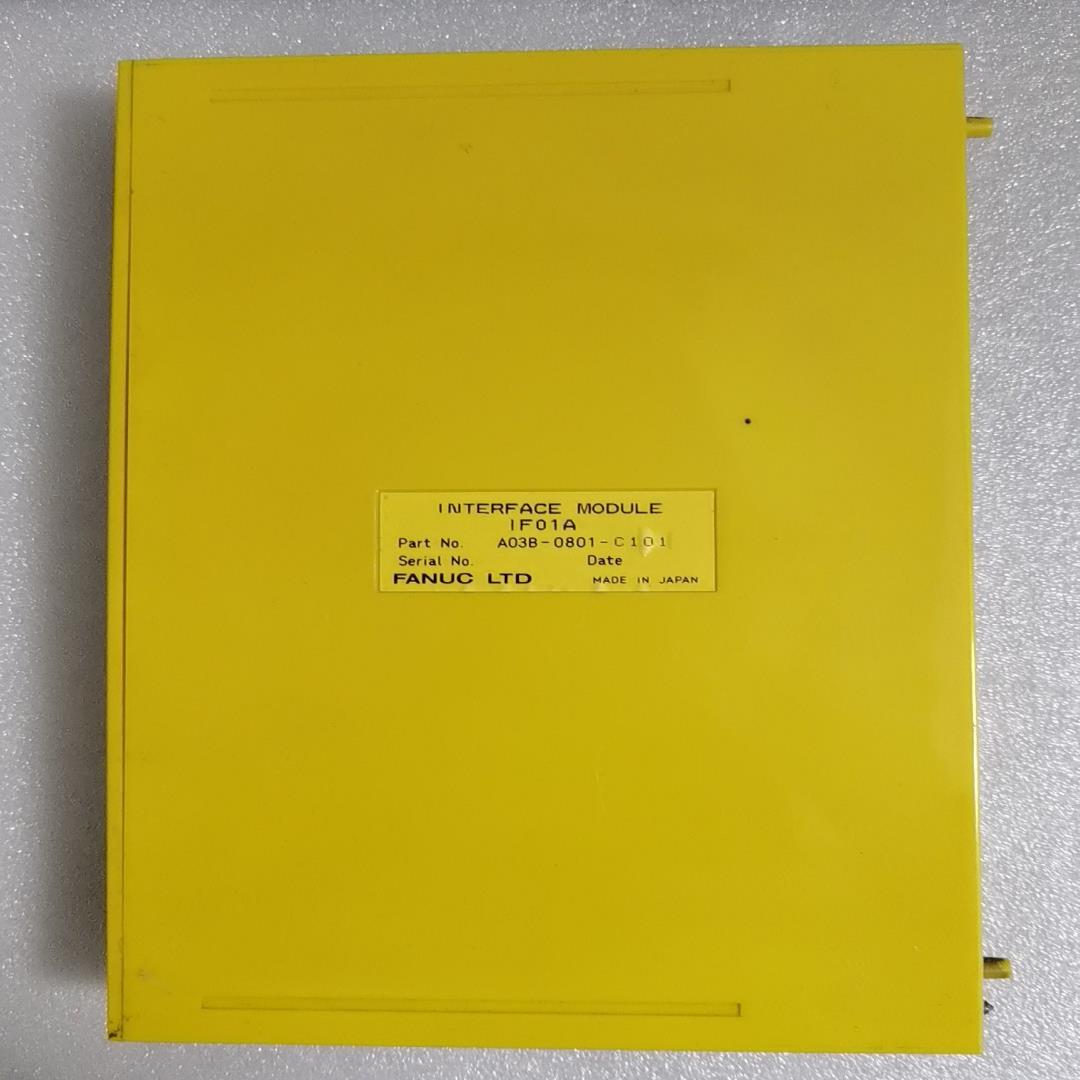 INTERFACE MODULE
IF01A
Part No. A03B-0801-C101
Serial No. Date
FANUC LTD MADE IN JAPAN